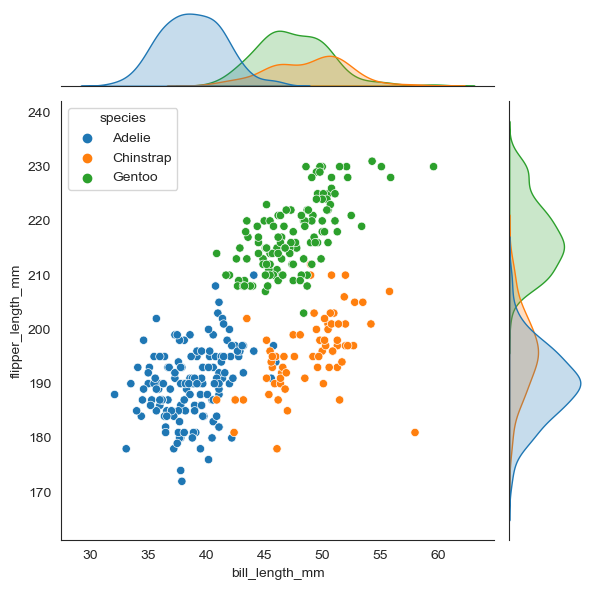 240
230
220
210
200
190
180
170
flipper_length_mm
species
Adelie
Chinstrap
Gentoo
30 35 40 45 50 55 60
bill_length_mm